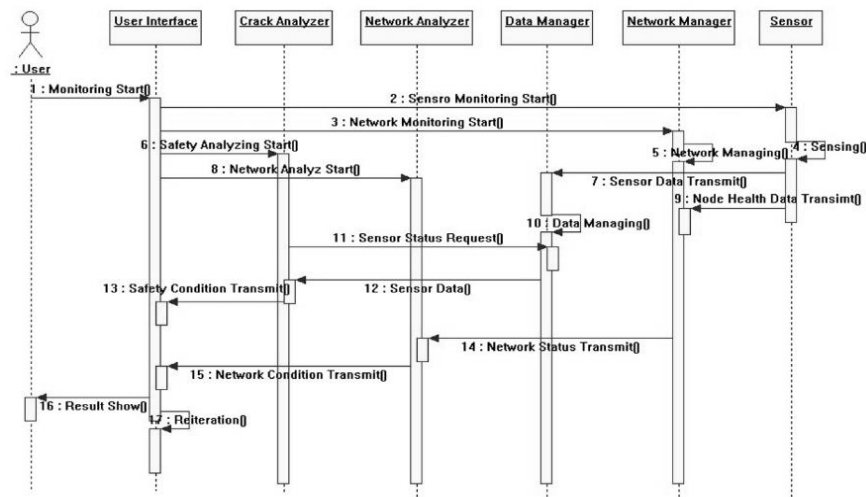 User Interface
Crack Analyzer
Network Analyzer
Data Manager
Network Manager
Sensor
: User
1 : Monitoring Start()
2 : Sensro Monitoring Start()
3 : Network Monitoring Start()
4 : Sensing()
5 : Network Managing()
6 : Safety Analyzing Start()
7 : Sensor Data Transmit()
8 : Network Analyz Start()
9 : Node Health Data Transimt()
10 : Data Managing()
11 : Sensor Status Request()
12 : Sensor Data()
13 : Safety Condition Transmit()
14 : Network Status Transmit()
15 : Network Condition Transmit()
16 : Result Show()
17 : Reiteration()